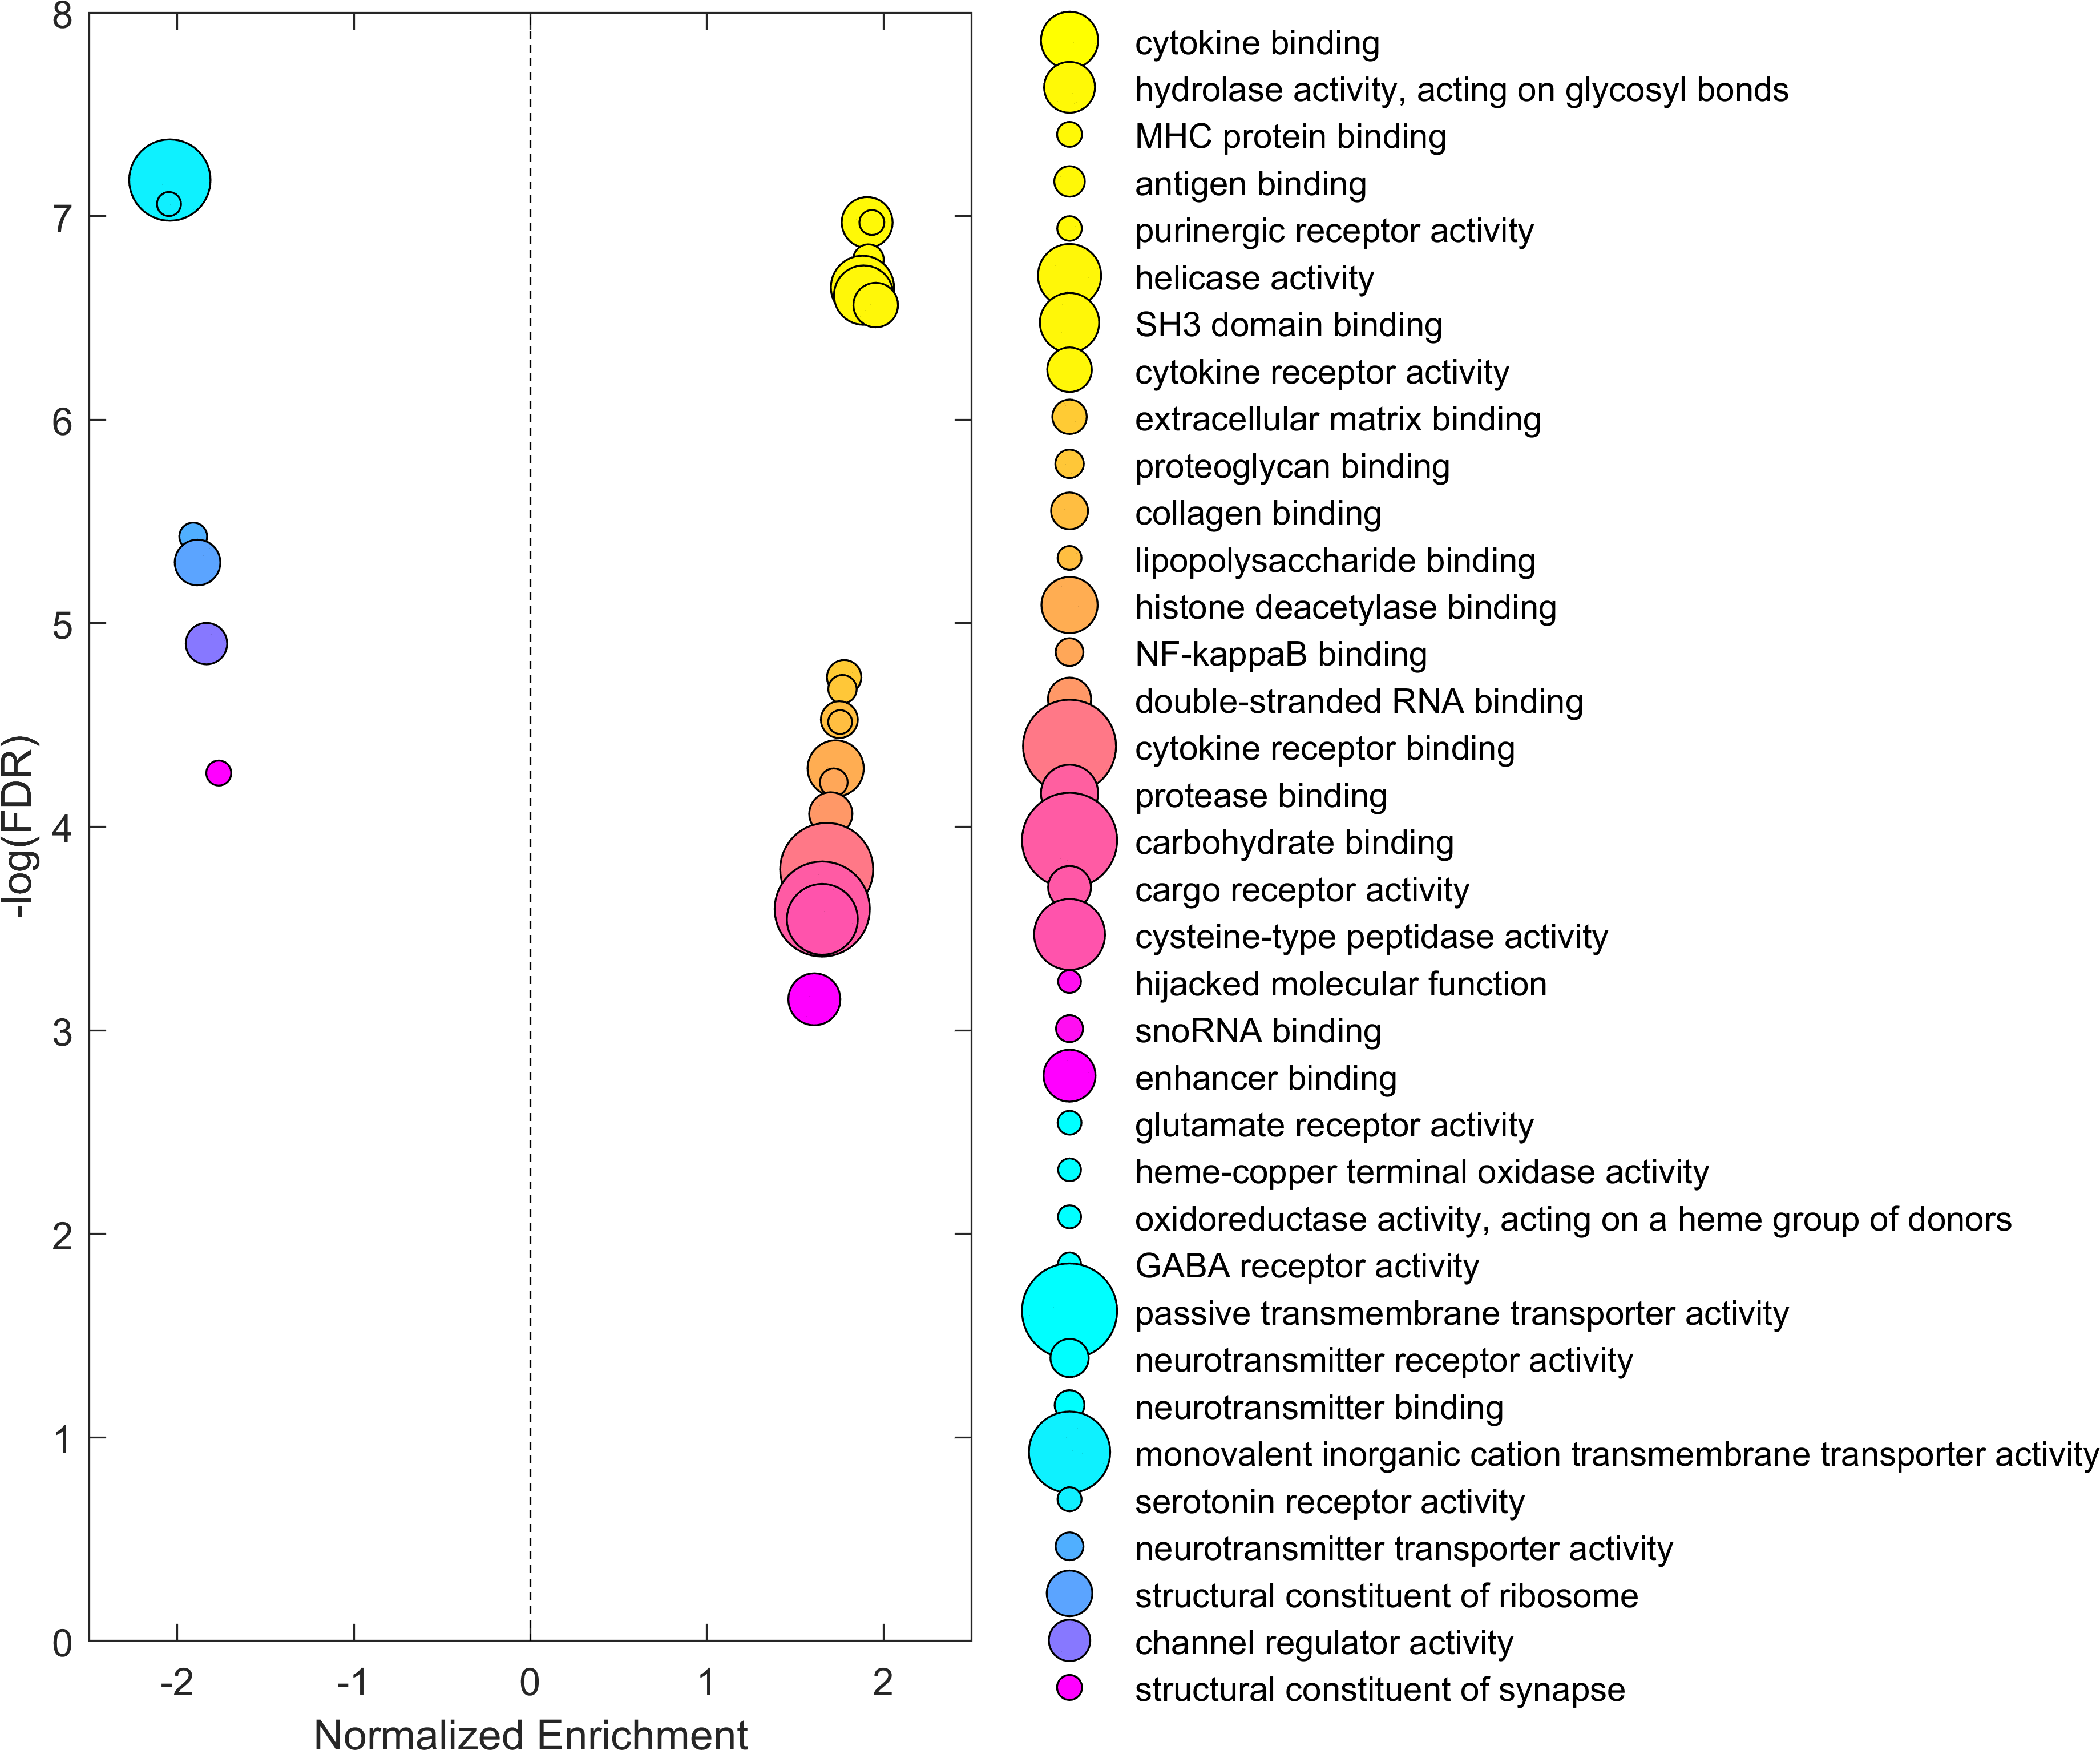 8
7
6
5
4
3
2
1
0
-log(FDR)
-2
-1
0
1
2
Normalized Enrichment
cytokine binding
hydrolase activity, acting on glycosyl bonds
MHC protein binding
antigen binding
purinergic receptor activity
helicase activity
SH3 domain binding
cytokine receptor activity
extracellular matrix binding
proteoglycan binding
collagen binding
lipopolysaccharide binding
histone deacetylase binding
NF-kappaB binding
double-stranded RNA binding
cytokine receptor binding
protease binding
carbohydrate binding
cargo receptor activity
cysteine-type peptidase activity
hijacked molecular function
snoRNA binding
enhancer binding
glutamate receptor activity
heme-copper terminal oxidase activity
oxidoreductase activity, acting on a heme group of donors
GABA receptor activity
passive transmembrane transporter activity
neurotransmitter receptor activity
neurotransmitter binding
monovalent inorganic cation transmembrane transporter activity
serotonin receptor activity
neurotransmitter transporter activity
structural constituent of ribosome
channel regulator activity
structural constituent of synapse